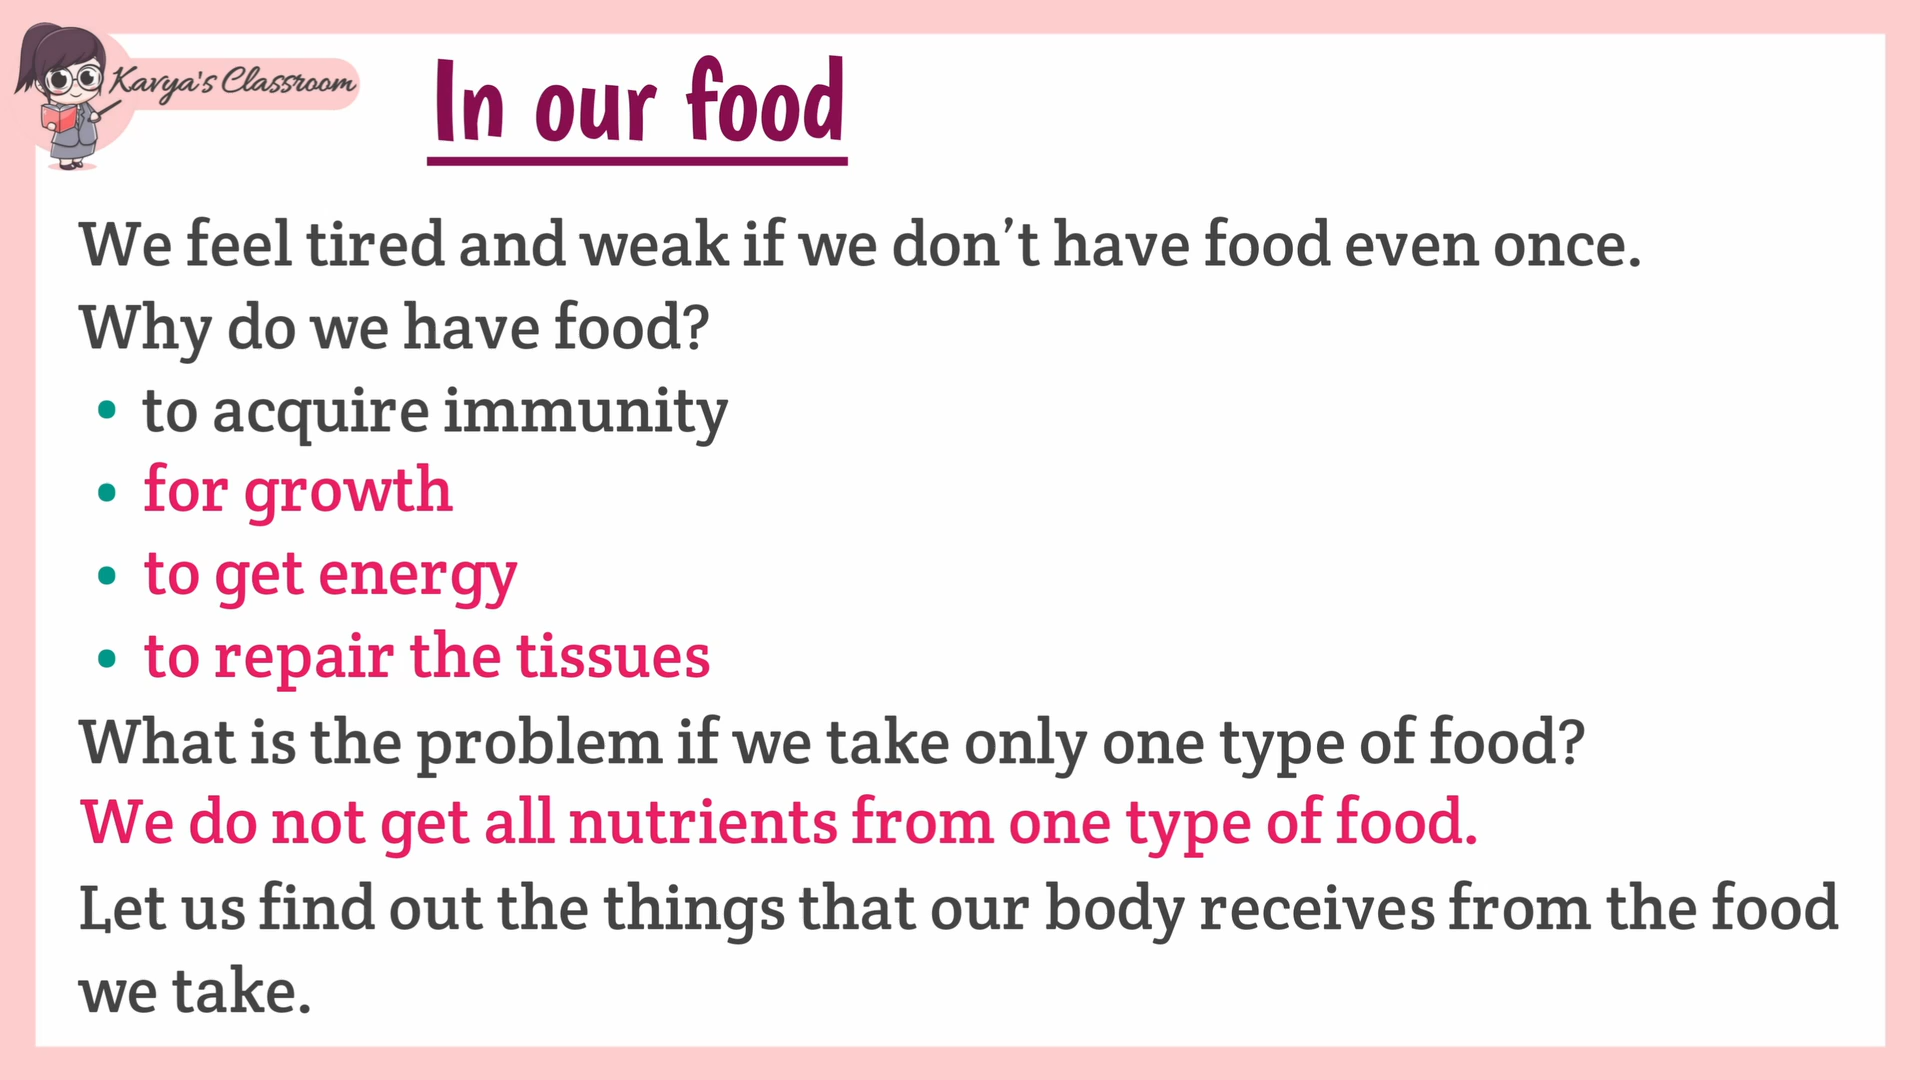 Kavya's Classroom
In our food
We feel tired and weak if we don’t have food even once.
Why do we have food?
• to acquire immunity
• for growth
• to get energy
• to repair the tissues
What is the problem if we take only one type of food?
We do not get all nutrients from one type of food.
Let us find out the things that our body receives from the food
we take.